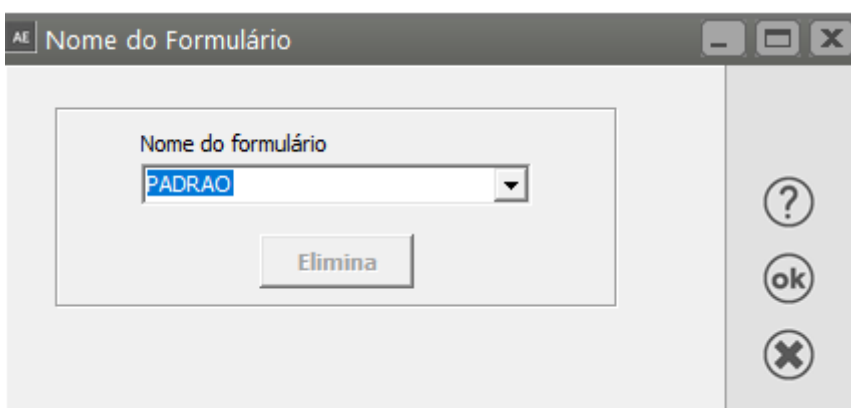 AE Nome do Formulário
Nome do formulário
PADRAO
Elimina
?
ok